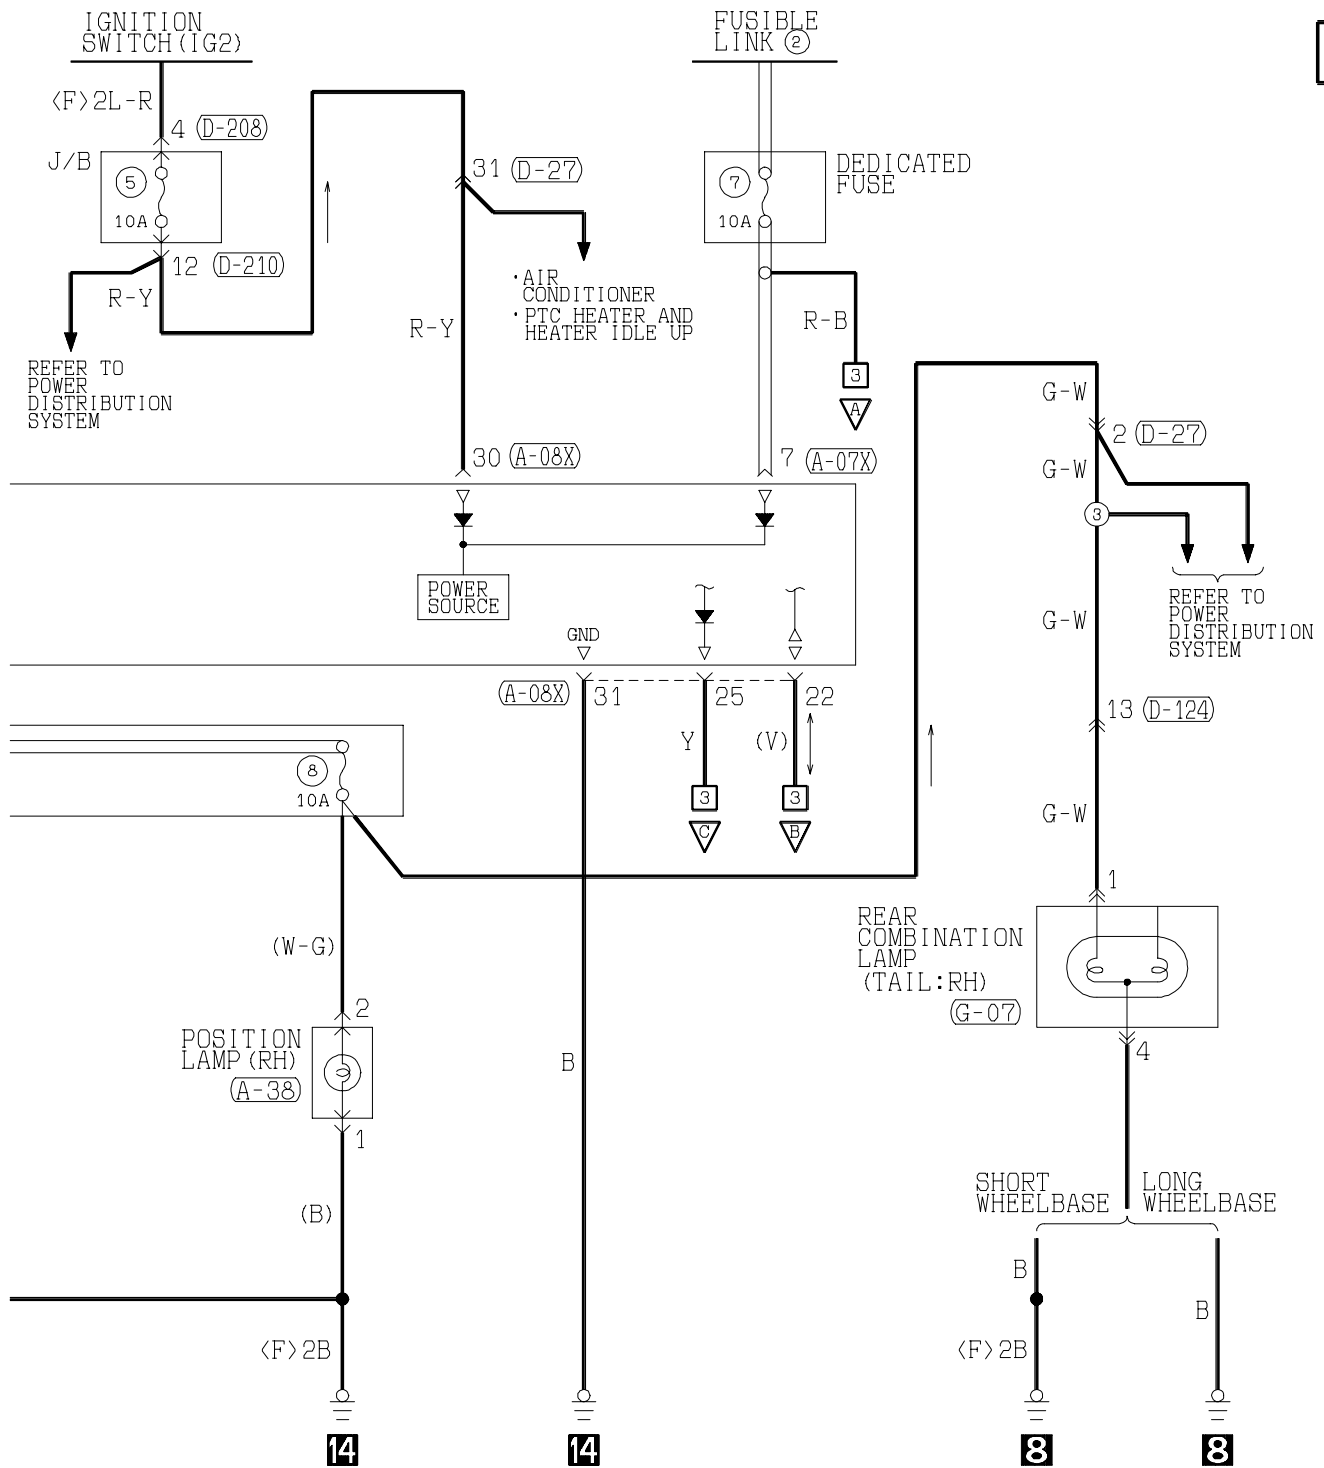 IGNITION
SWITCH(IG2)
FUSIBLE
LINK ②
<F>2L-R
4 (D-208)
J/B
5
10A
31 (D-27)
7
10A
DEDICATED
FUSE
12 (D-210)
R-Y
・AIR
CONDITIONER
・PTC HEATER AND
HEATER IDLE UP
R-Y
R-B
REFER TO
POWER
DISTRIBUTION
SYSTEM
3
A
G-W
2 (D-27)
30 (A-08X)
7 (A-07X)
G-W
3
POWER
SOURCE
REFER TO
POWER
DISTRIBUTION
SYSTEM
G-W
GND
(A-08X) 31
25
22
13 (D-124)
Y
(V)
8
10A
3
C
3
B
G-W
1
REAR
COMBINATION
LAMP
(TAIL:RH)
(G-07)
(W-G)
2
POSITION
LAMP(RH)
(A-38)
B
4
1
SHORT
WHEELBASE
LONG
WHEELBASE
(B)
B
B
<F>2B
<F>2B
14
14
8
8